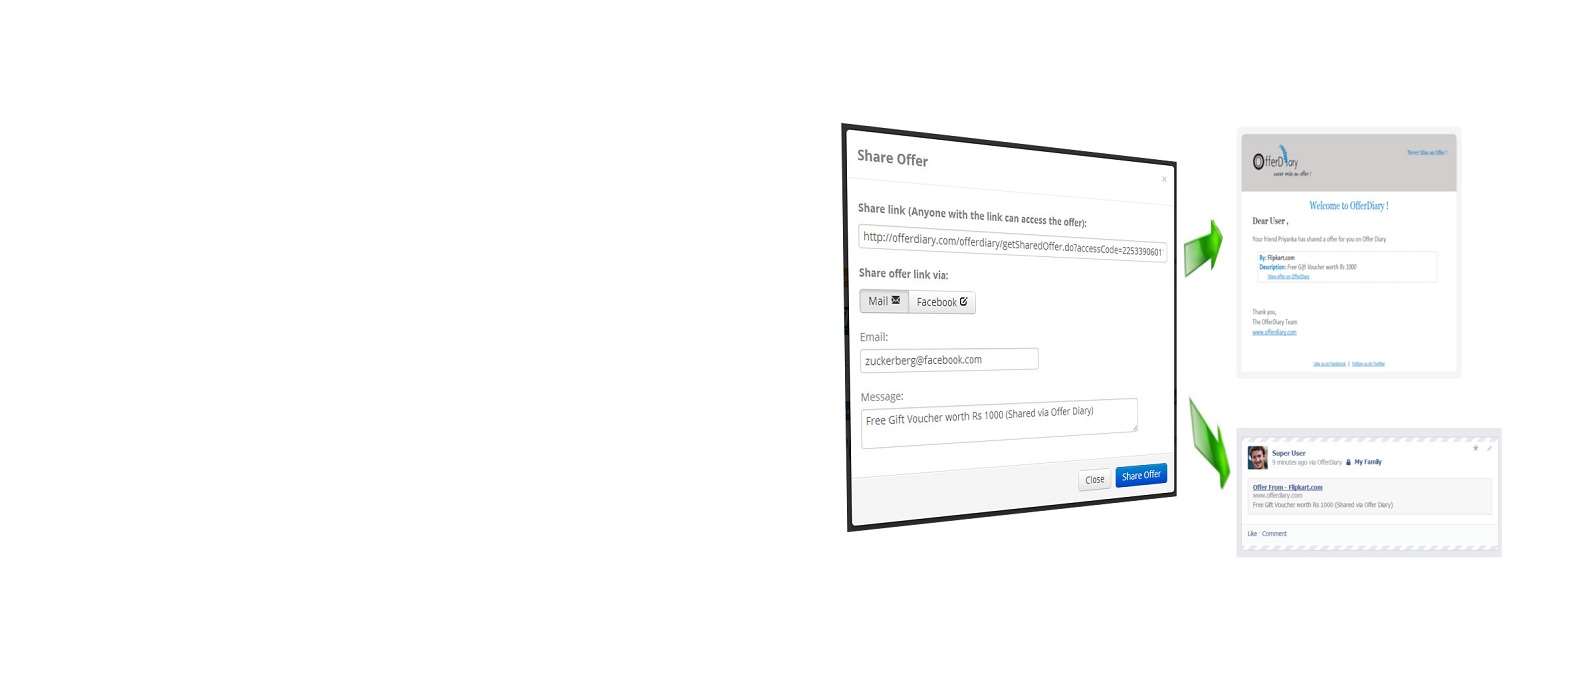 Share Offer
×
Share link (Anyone with the link can access the offer):
http://offerdiary.com/offerdiary/getSharedOffer.do?accessCode=2253390601
Share offer link via:
Mail
Facebook
Email:
zuckerberg@facebook.com
Message:
Free Gift Voucher worth Rs 1000 (Shared via Offer Diary)
Close
Share Offer
OfferDiary
never miss an offer !
Never Miss an Offer !
Welcome to OfferDiary !
Dear User ,
Your friend Priyanka has shared a offer for you on Offer Diary
By: Flipkart.com
Description: Free Gift Voucher worth Rs 1000
View offer on OfferDiary
Thank you,
The OfferDiary Team
www.offerdiary.com
Like us on Facebook | Follow us on Twitter
Super User
9 minutes ago via OfferDiary My Family
Offer From - Flipkart.com
www.offerdiary.com
Free Gift Voucher worth Rs 1000 (Shared via Offer Diary)
Like · Comment